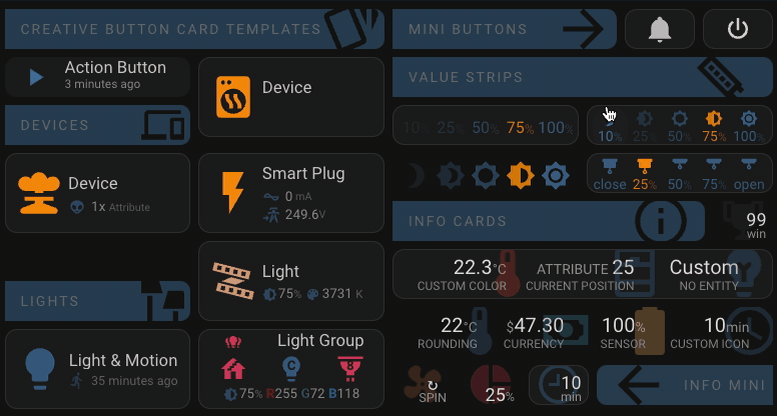 CREATIVE BUTTON CARD TEMPLATES
Action Button
3 minutes ago
Device
DEVICES
Device
1x Attribute
Smart Plug
0 mA
249.6V
Light
75% 3731 K
LIGHTS
Light & Motion
35 minutes ago
Light Group
C
8
75% R255 G72 B118
MINI BUTTONS
VALUE STRIPS
10% 25% 50% 75% 100%
10% 25% 50% 75% 100%
close 25% 50% 75% open
INFO CARDS
99
win
22.3°C
CUSTOM COLOR
ATTRIBUTE 25
CURRENT POSITION
Custom
NO ENTITY
22°C
ROUNDING
$47.30
CURRENCY
100%
SENSOR
10min
CUSTOM ICON
↻
SPIN
25%
10
min
INFO MINI